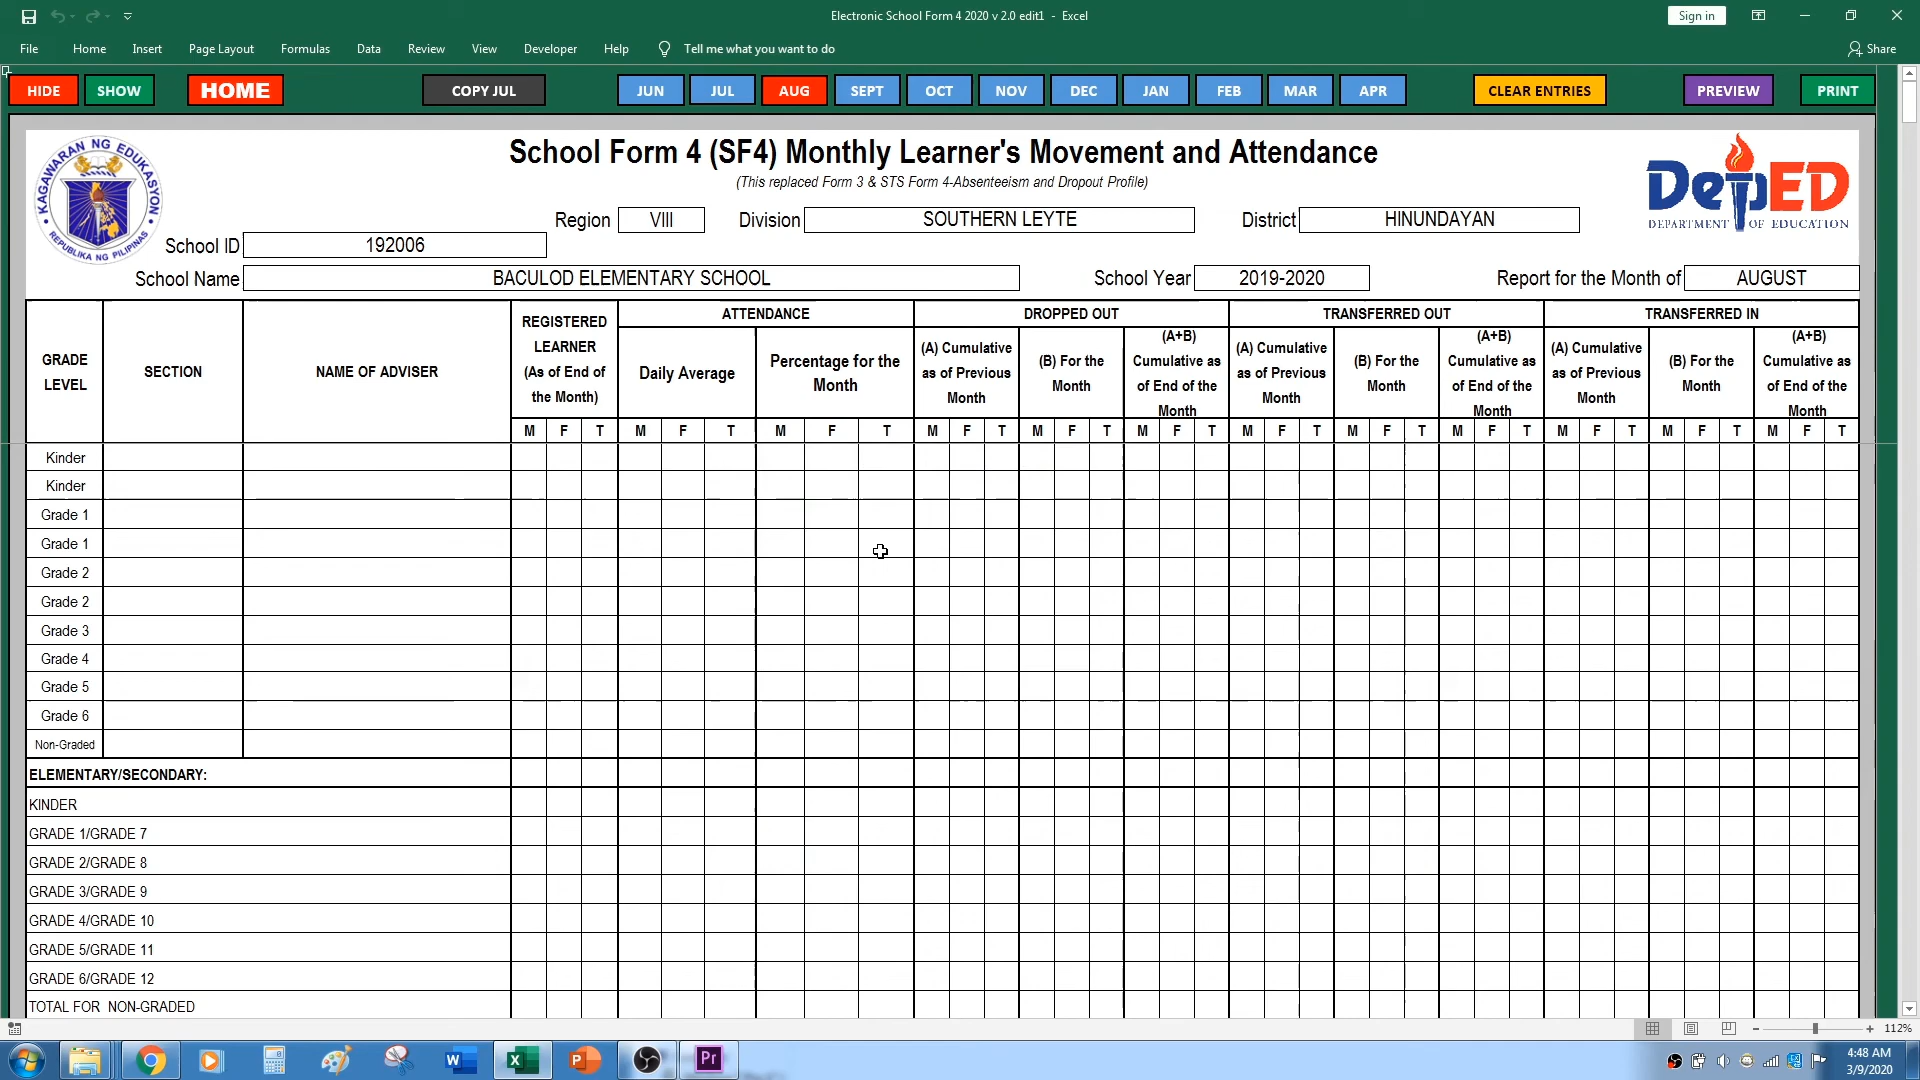 Electronic School Form 4 2020 v 2.0 edit1 - Excel
Sign in
File Home Insert Page Layout Formulas Data Review View Developer Help Tell me what you want to do Share
HIDE SHOW HOME COPY JUL JUN JUL AUG SEPT OCT NOV DEC JAN FEB MAR APR CLEAR ENTRIES PREVIEW PRINT
KAGAWARAN NG EDUKASYON
REPUBLIKA NG PILIPINAS
School Form 4 (SF4) Monthly Learner's Movement and Attendance
(This replaced Form 3 & STS Form 4-Absenteeism and Dropout Profile)
DepED
DEPARTMENT OF EDUCATION
Region VIII Division SOUTHERN LEYTE District HINUNDAYAN
School ID 192006
School Name BACULOD ELEMENTARY SCHOOL School Year 2019-2020 Report for the Month of AUGUST
GRADE LEVEL
SECTION
NAME OF ADVISER
REGISTERED LEARNER (As of End of the Month)
ATTENDANCE
Daily Average
Percentage for the Month
DROPPED OUT
(A) Cumulative as of Previous Month
(B) For the Month
(A+B) Cumulative as of End of the Month
TRANSFERRED OUT
(A) Cumulative as of Previous Month
(B) For the Month
(A+B) Cumulative as of End of the Month
TRANSFERRED IN
(A) Cumulative as of Previous Month
(B) For the Month
(A+B) Cumulative as of End of the Month
M F T M F T M F T M F T M F T M F T M F T M F T M F T M F T M F T M F T
Kinder
Kinder
Grade 1
Grade 1
Grade 2
Grade 2
Grade 3
Grade 4
Grade 5
Grade 6
Non-Graded
ELEMENTARY/SECONDARY:
KINDER
GRADE 1/GRADE 7
GRADE 2/GRADE 8
GRADE 3/GRADE 9
GRADE 4/GRADE 10
GRADE 5/GRADE 11
GRADE 6/GRADE 12
TOTAL FOR NON-GRADED
112%
4:48 AM
3/9/2020